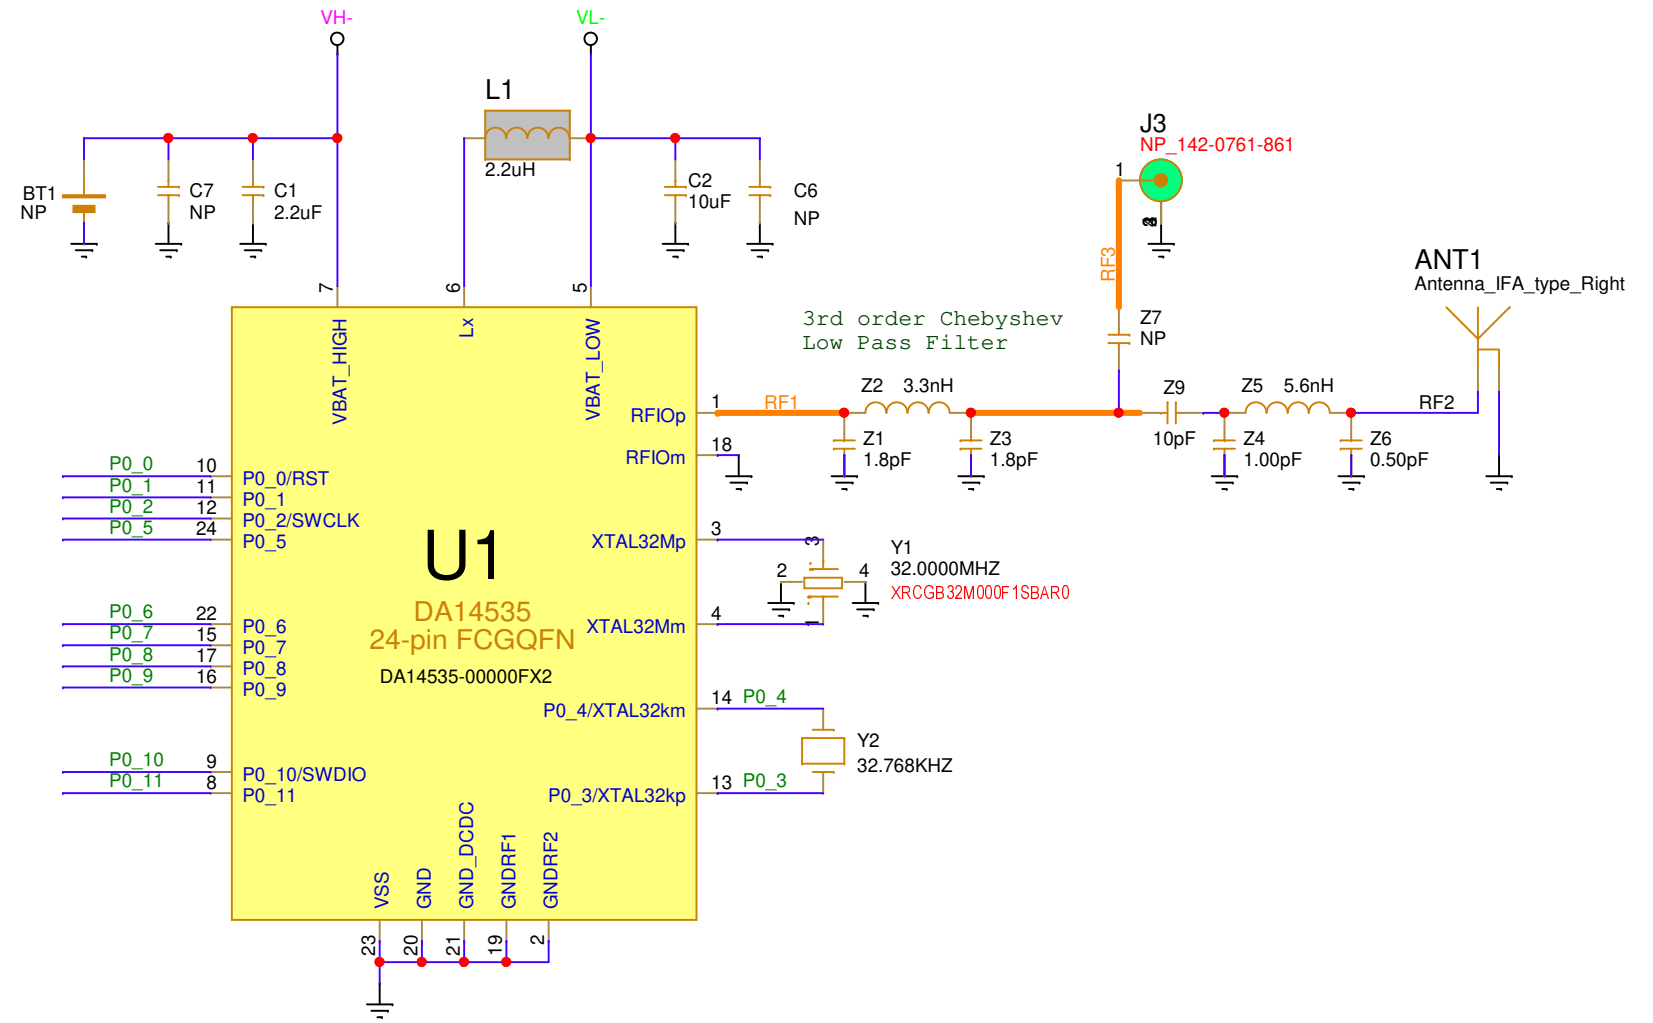 VH-
VL-
L1
2.2uH
BT1
NP
C7
NP
C1
2.2uF
C2
10uF
C6
NP
J3
NP_142-0761-861
1
RF3
Z7
NP
ANT1
Antenna_IFA_type_Right
7
6
5
VBAT_HIGH
Lx
VBAT_LOW
3rd order Chebyshev
Low Pass Filter
RFIOp
1
RF1
Z2
3.3nH
Z9
10pF
Z5
5.6nH
RF2
Z1
1.8pF
Z3
1.8pF
Z4
1.00pF
Z6
0.50pF
RFIOm
18
P0_0
10
P0_0/RST
P0_1
11
P0_1
P0_2
12
P0_2/SWCLK
P0_5
24
P0_5
U1
DA14535
24-pin FCGQFN
DA14535-00000FX2
XTAL32Mp
3
3
2
4
1
Y1
32.0000MHZ
XRCGB32M000F1SBAR0
XTAL32Mm
4
P0_6
22
P0_6
P0_7
15
P0_7
P0_8
17
P0_8
P0_9
16
P0_9
P0_4/XTAL32km
14
P0_4
Y2
32.768KHZ
P0_3/XTAL32kp
13
P0_3
P0_10
9
P0_10/SWDIO
P0_11
8
P0_11
VSS
GND
GND_DCDC
GNDRF1
GNDRF2
23
20
21
19
2